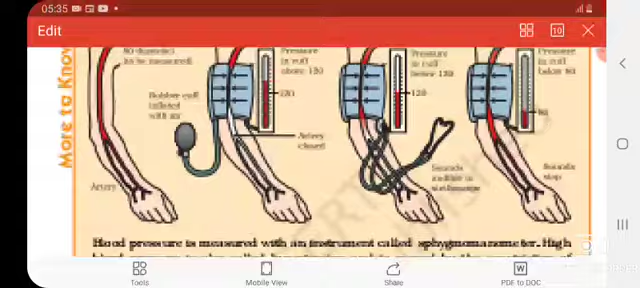 05:35
Edit
10
More to Know
(to be measured)
Pressure
in cuff
above 120
Pressure
in cuff
below 120
Pressure
in cuff
below 80
120
120
80
Rubber cuff
inflated
with air
Artery
closed
Artery
Sounds
audible in
stethoscope
Sounds
stop
Blood pressure is measured with an instrument called sphygmomanometer. High
Tools
Mobile View
Share
W
PDF to DOC